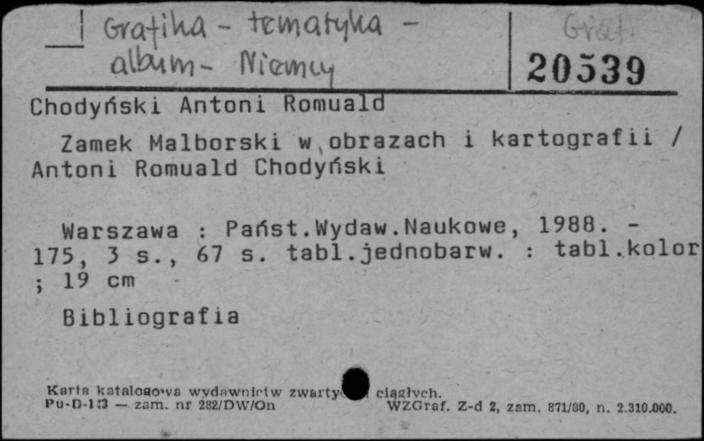 Grafika - tematyka -
album - Niemcy
Graf.
20539
Chodyński Antoni Romuald
Zamek Malborski w obrazach i kartografii /
Antoni Romuald Chodyński
Warszawa : Państ.Wydaw.Naukowe, 1988. -
175, 3 s., 67 s. tabl.jednobarw. : tabl.kolor
; 19 cm
Bibliografia
Karta katalogowa wydawnictw zwarty ciągłych.
Pu-D-113 — zam. nr 282/DW/On WZGraf. Z-d 2, zam. 871/80, n. 2.310.000.